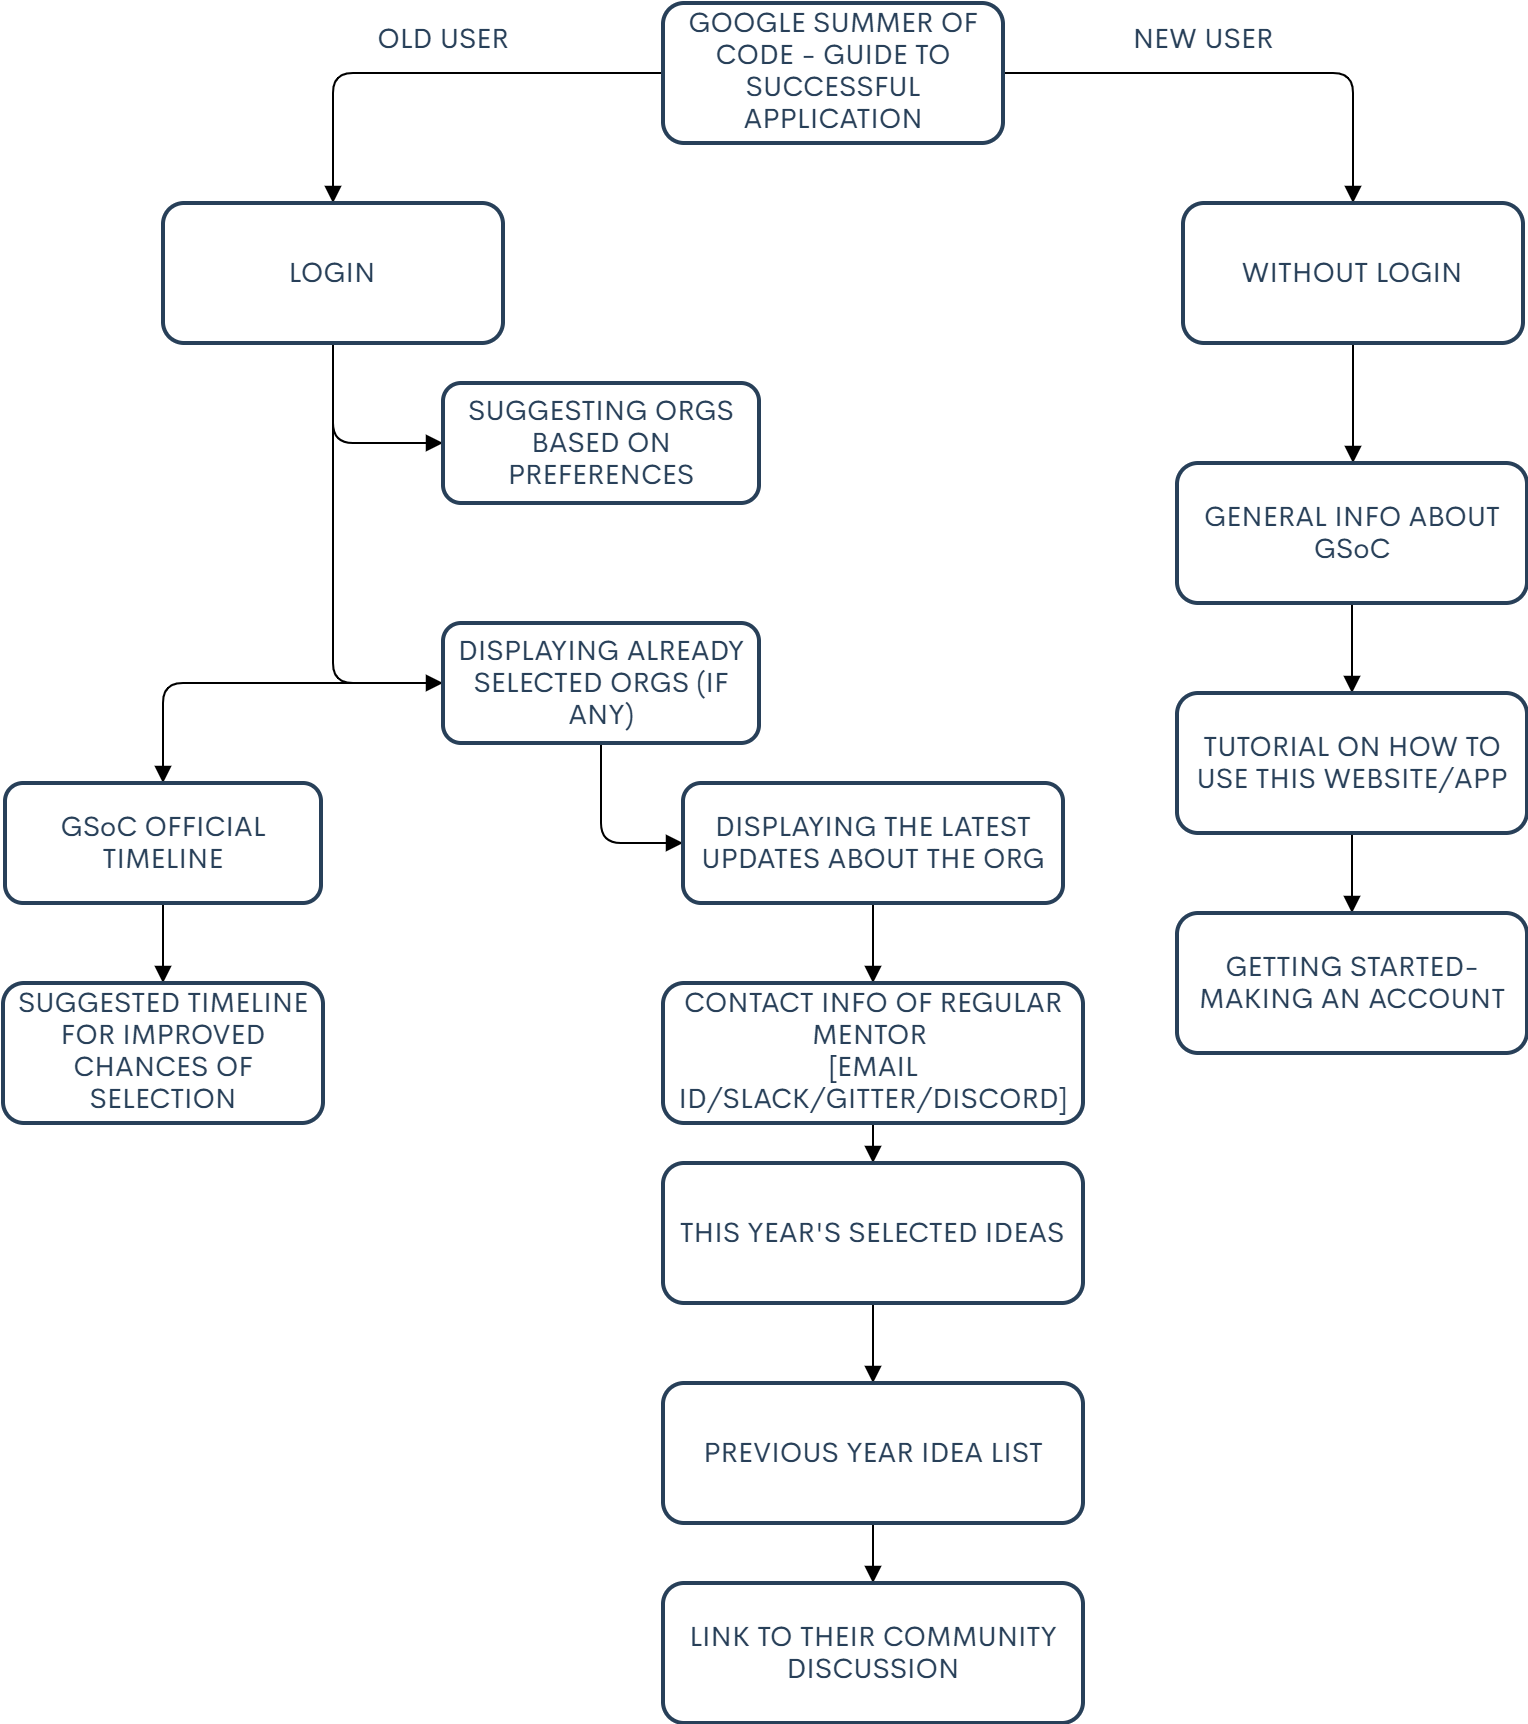 OLD USER
GOOGLE SUMMER OF
CODE - GUIDE TO
SUCCESSFUL
APPLICATION
NEW USER
LOGIN
WITHOUT LOGIN
SUGGESTING ORGS
BASED ON
PREFERENCES
GENERAL INFO ABOUT
GSoC
DISPLAYING ALREADY
SELECTED ORGS (IF
ANY)
TUTORIAL ON HOW TO
USE THIS WEBSITE/APP
GSoC OFFICIAL
TIMELINE
DISPLAYING THE LATEST
UPDATES ABOUT THE ORG
GETTING STARTED-
MAKING AN ACCOUNT
SUGGESTED TIMELINE
FOR IMPROVED
CHANCES OF
SELECTION
CONTACT INFO OF REGULAR
MENTOR
[EMAIL
ID/SLACK/GITTER/DISCORD]
THIS YEAR'S SELECTED IDEAS
PREVIOUS YEAR IDEA LIST
LINK TO THEIR COMMUNITY
DISCUSSION